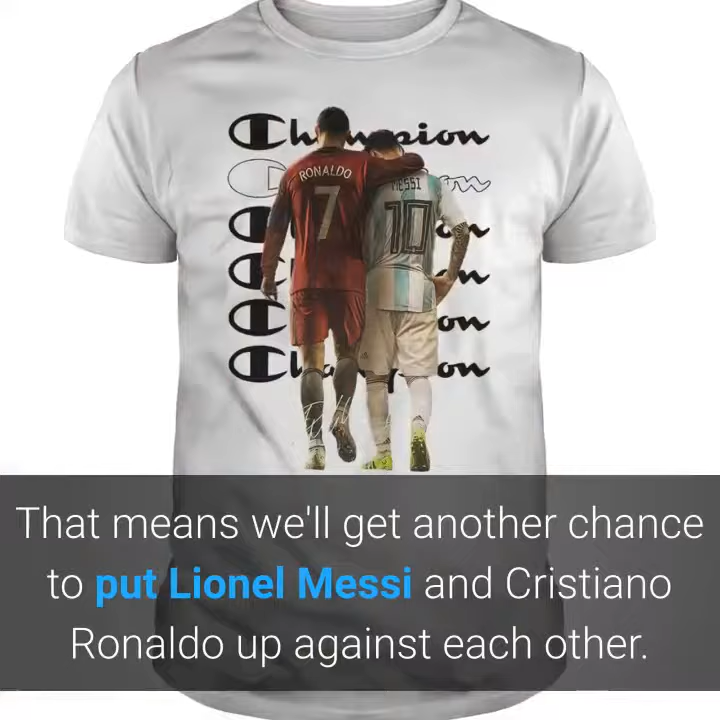 Champion
RONALDO
MESSI
7
10
Champion
That means we'll get another chance
to put Lionel Messi and Cristiano
Ronaldo up against each other.